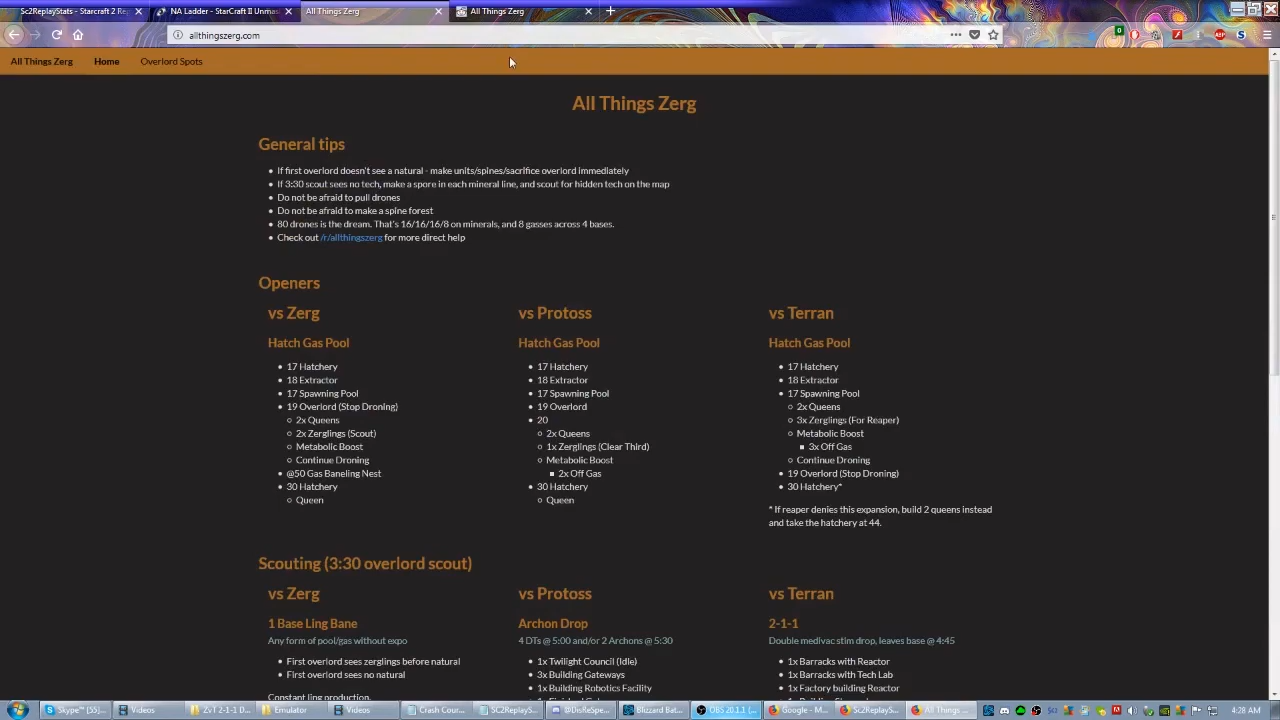 Sc2ReplayStats - Starcraft 2 Rep
NA Ladder - StarCraft II Unmas
All Things Zerg
All Things Zerg
allthingszerg.com
0
ABP
All Things Zerg
Home
Overlord Spots
All Things Zerg
General tips
If first overlord doesn't see a natural - make units/spines/sacrifice overlord immediately
If 3:30 scout sees no tech, make a spore in each mineral line, and scout for hidden tech on the map
Do not be afraid to pull drones
Do not be afraid to make a spine forest
80 drones is the dream. That's 16/16/16/8 on minerals, and 8 gasses across 4 bases.
Check out /r/allthingszerg for more direct help
Openers
vs Zerg
Hatch Gas Pool
17 Hatchery
18 Extractor
17 Spawning Pool
19 Overlord (Stop Droning)
2x Queens
2x Zerglings (Scout)
Metabolic Boost
Continue Droning
@50 Gas Baneling Nest
30 Hatchery
Queen
vs Protoss
Hatch Gas Pool
17 Hatchery
18 Extractor
17 Spawning Pool
19 Overlord
20
2x Queens
1x Zerglings (Clear Third)
Metabolic Boost
2x Off Gas
30 Hatchery
Queen
vs Terran
Hatch Gas Pool
17 Hatchery
18 Extractor
17 Spawning Pool
2x Queens
3x Zerglings (For Reaper)
Metabolic Boost
3x Off Gas
Continue Droning
19 Overlord (Stop Droning)
30 Hatchery*
* If reaper denies this expansion, build 2 queens instead
and take the hatchery at 44.
Scouting (3:30 overlord scout)
vs Zerg
1 Base Ling Bane
Any form of pool/gas without expo
First overlord sees zerglings before natural
First overlord sees no natural
Constant ling production.
vs Protoss
Archon Drop
4 DTs @ 5:00 and/or 2 Archons @ 5:30
1x Twilight Council (Idle)
3x Building Gateways
1x Building Robotics Facility
vs Terran
2-1-1
Double medivac stim drop, leaves base @ 4:45
1x Barracks with Reactor
1x Barracks with Tech Lab
1x Factory building Reactor
Skype™ [55]...
Videos
ZvT 2-1-1 D...
Emulator
Videos
Crash Cour...
SC2ReplayS...
@DisReSpe...
Blizzard Bat...
OBS 20.1.1 (...
Google - M...
SC2ReplaySt...
All Things ...
4:28 AM